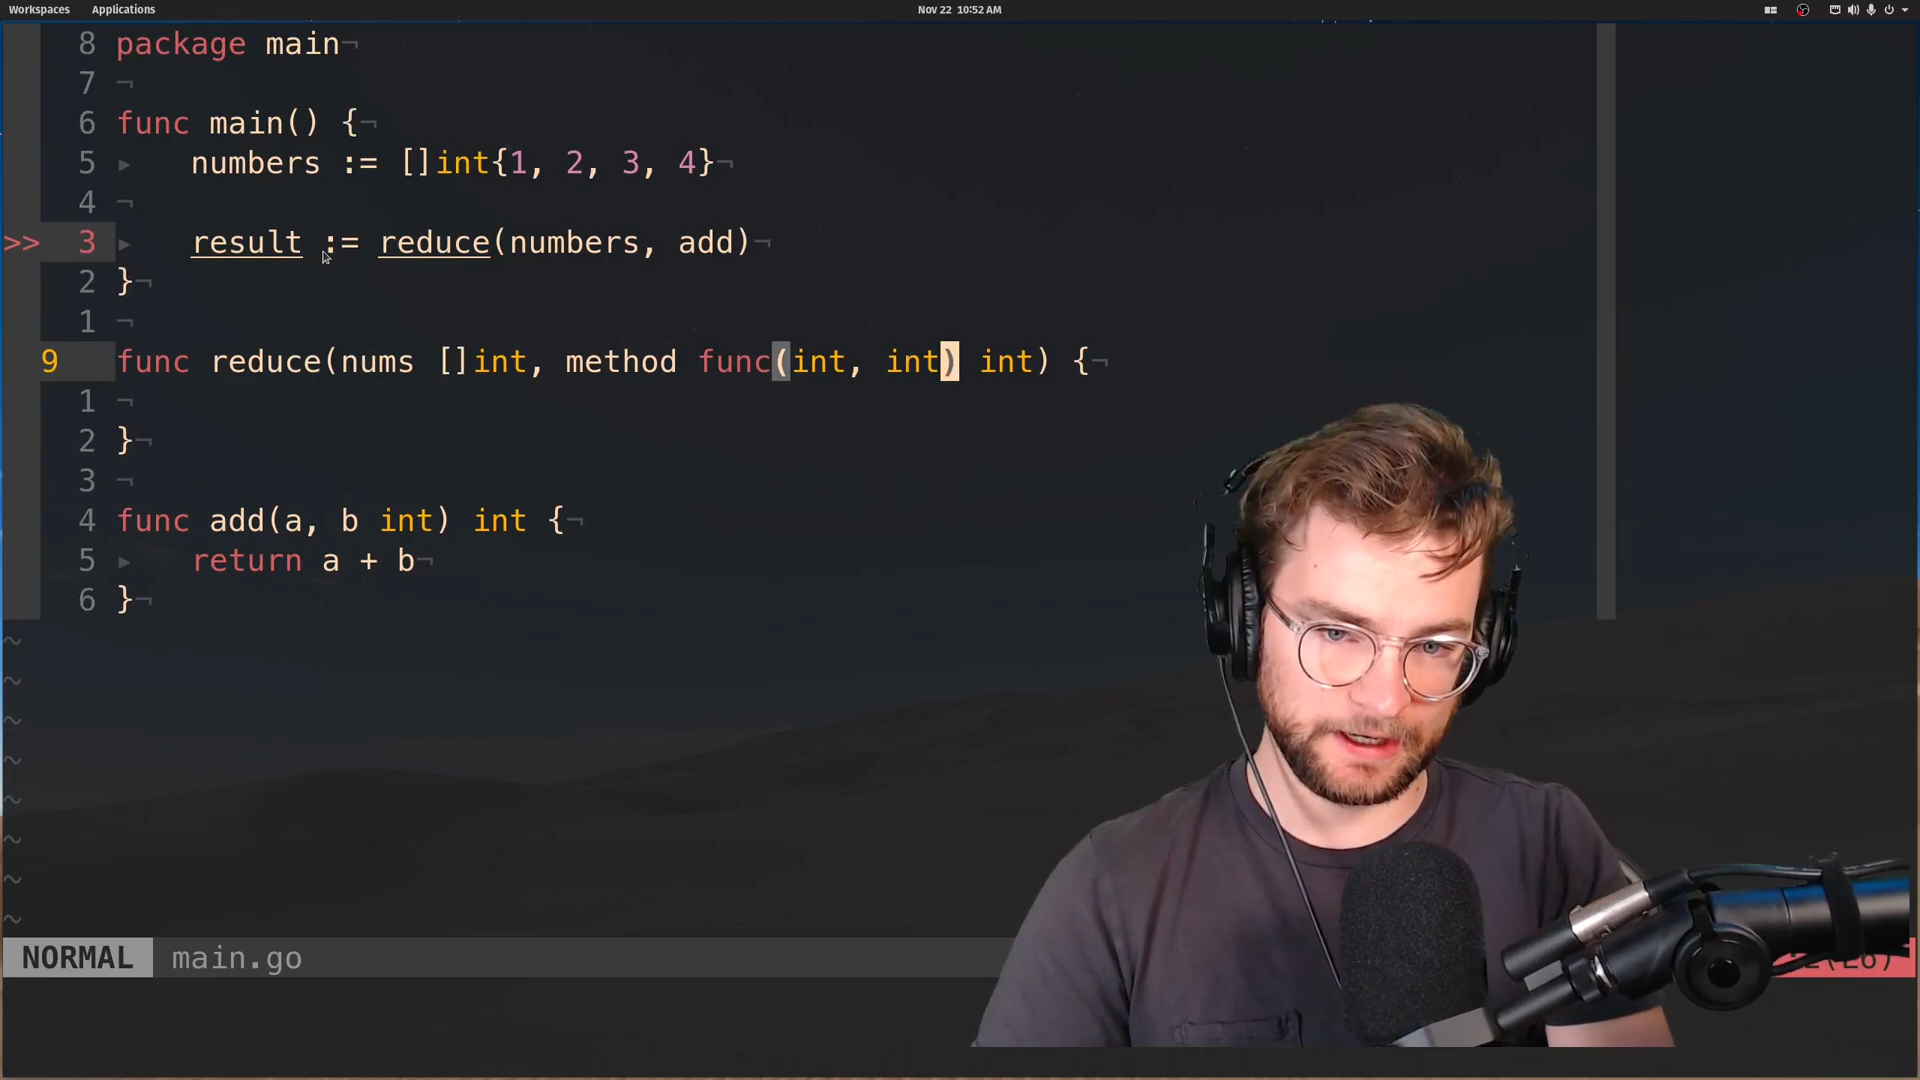 Workspaces Applications Nov 22 10:52 AM
8 package main¬
7 ¬
6 func main() {¬
5 ▸ numbers := []int{1, 2, 3, 4}¬
4 ¬
>> 3 ▸ result := reduce(numbers, add)¬
2 }¬
1 ¬
9 func reduce(nums []int, method func(int, int) int) {¬
1 ¬
2 }¬
3 ¬
4 func add(a, b int) int {¬
5 ▸ return a + b¬
6 }¬
~
~
~
~
~
~
~
~
NORMAL main.go